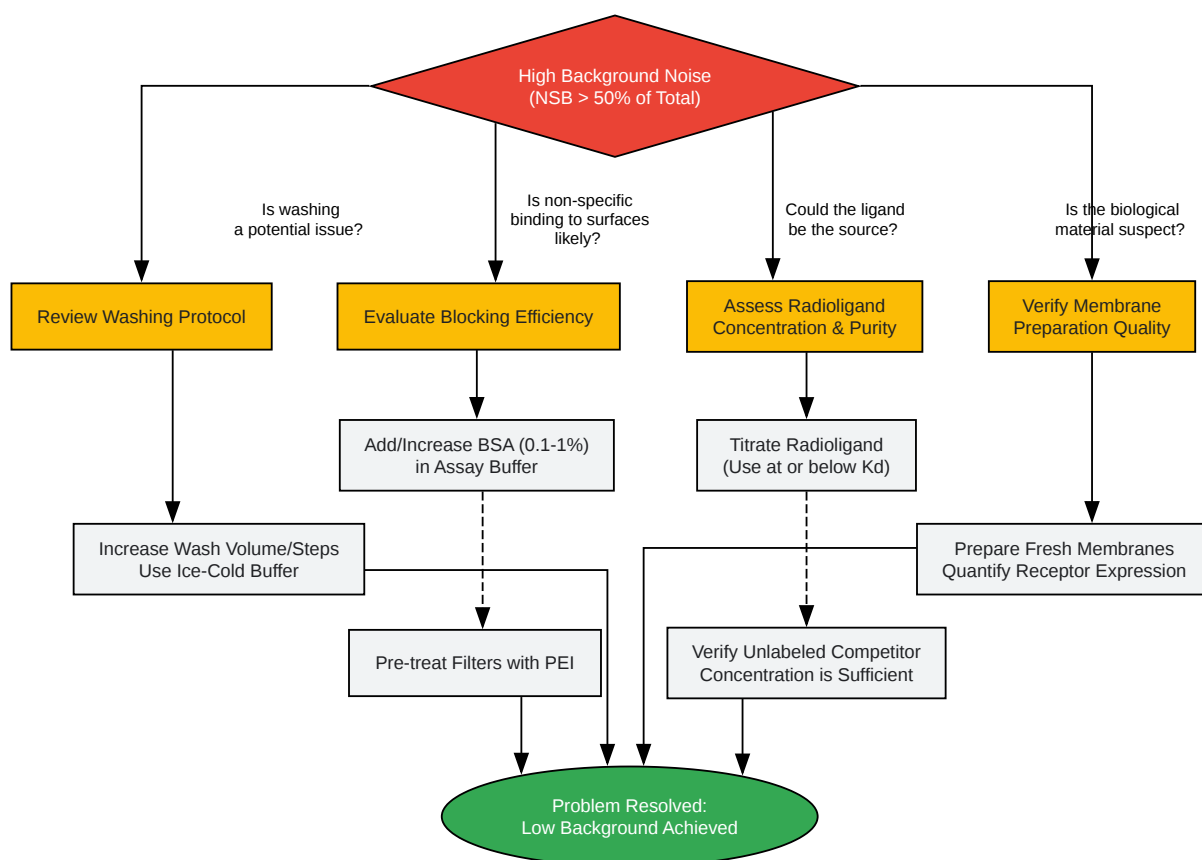 High Background Noise
(NSB > 50% of Total)
Is washing
a potential issue?
Is non-specific
binding to surfaces
likely?
Could the ligand
be the source?
Is the biological
material suspect?
Review Washing Protocol
Evaluate Blocking Efficiency
Assess Radioligand
Concentration & Purity
Verify Membrane
Preparation Quality
Add/Increase BSA (0.1-1%)
in Assay Buffer
Titrate Radioligand
(Use at or below Kd)
Increase Wash Volume/Steps
Use Ice-Cold Buffer
Prepare Fresh Membranes
Quantify Receptor Expression
Pre-treat Filters with PEI
Verify Unlabeled Competitor
Concentration is Sufficient
Problem Resolved:
Low Background Achieved